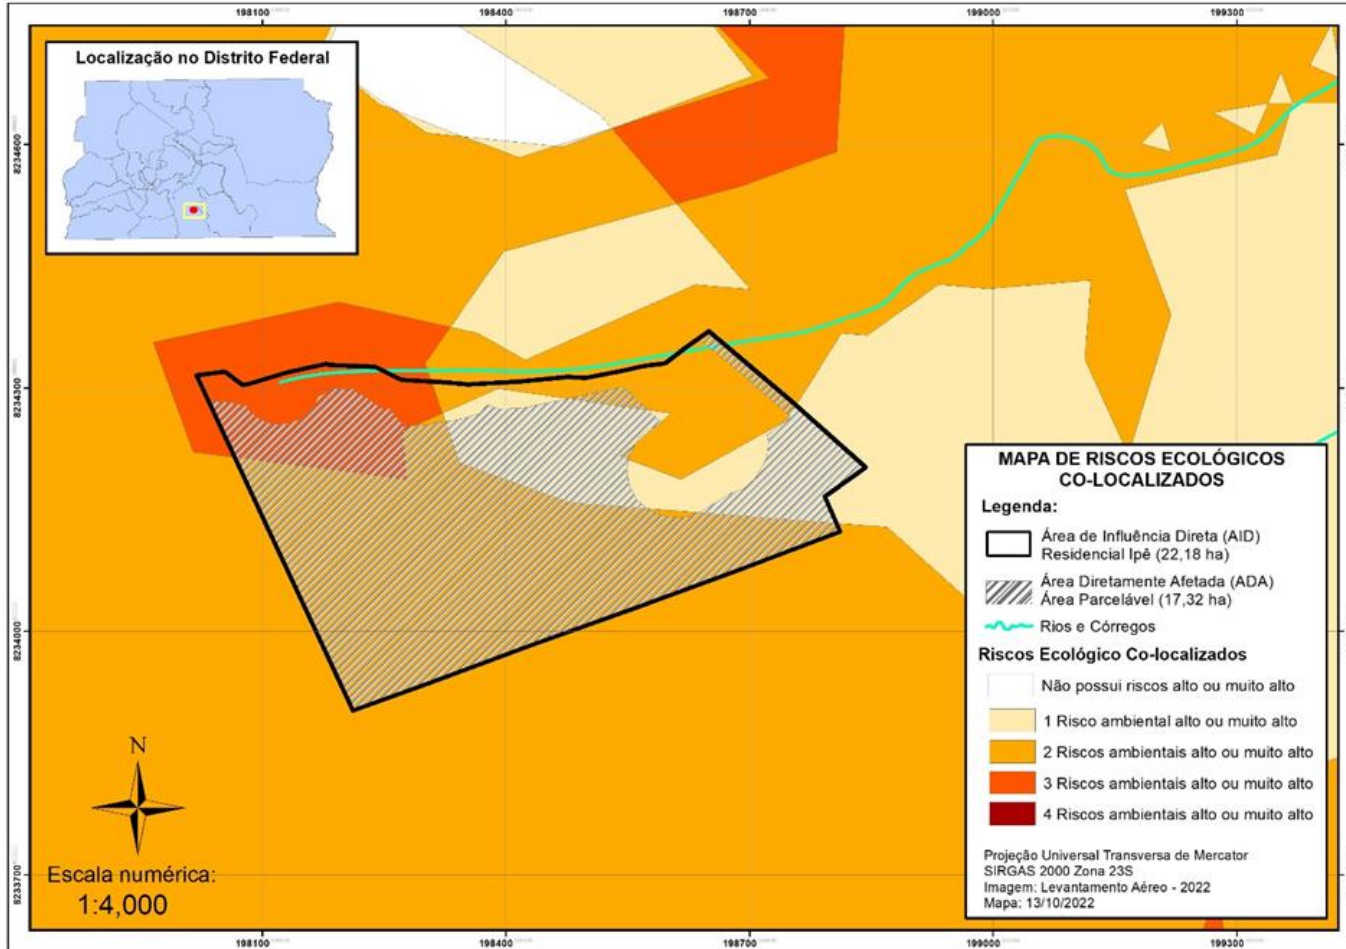 198100 198400 198700 199000 199300
Localização no Distrito Federal
8234600
8234300
8234000
8233700
MAPA DE RISCOS ECOLÓGICOS
CO-LOCALIZADOS
Legenda:
Área de Influência Direta (AID)
Residencial Ipê (22,18 ha)
Área Diretamente Afetada (ADA)
Área Parcelável (17,32 ha)
Rios e Córregos
Riscos Ecológico Co-localizados
Não possui riscos alto ou muito alto
1 Risco ambiental alto ou muito alto
2 Riscos ambientais alto ou muito alto
3 Riscos ambientais alto ou muito alto
4 Riscos ambientais alto ou muito alto
Projeção Universal Transversa de Mercator
SIRGAS 2000 Zona 23S
Imagem: Levantamento Aéreo - 2022
Mapa: 13/10/2022
N
Escala numérica:
1:4,000
198100 198400 198700 199000 199300